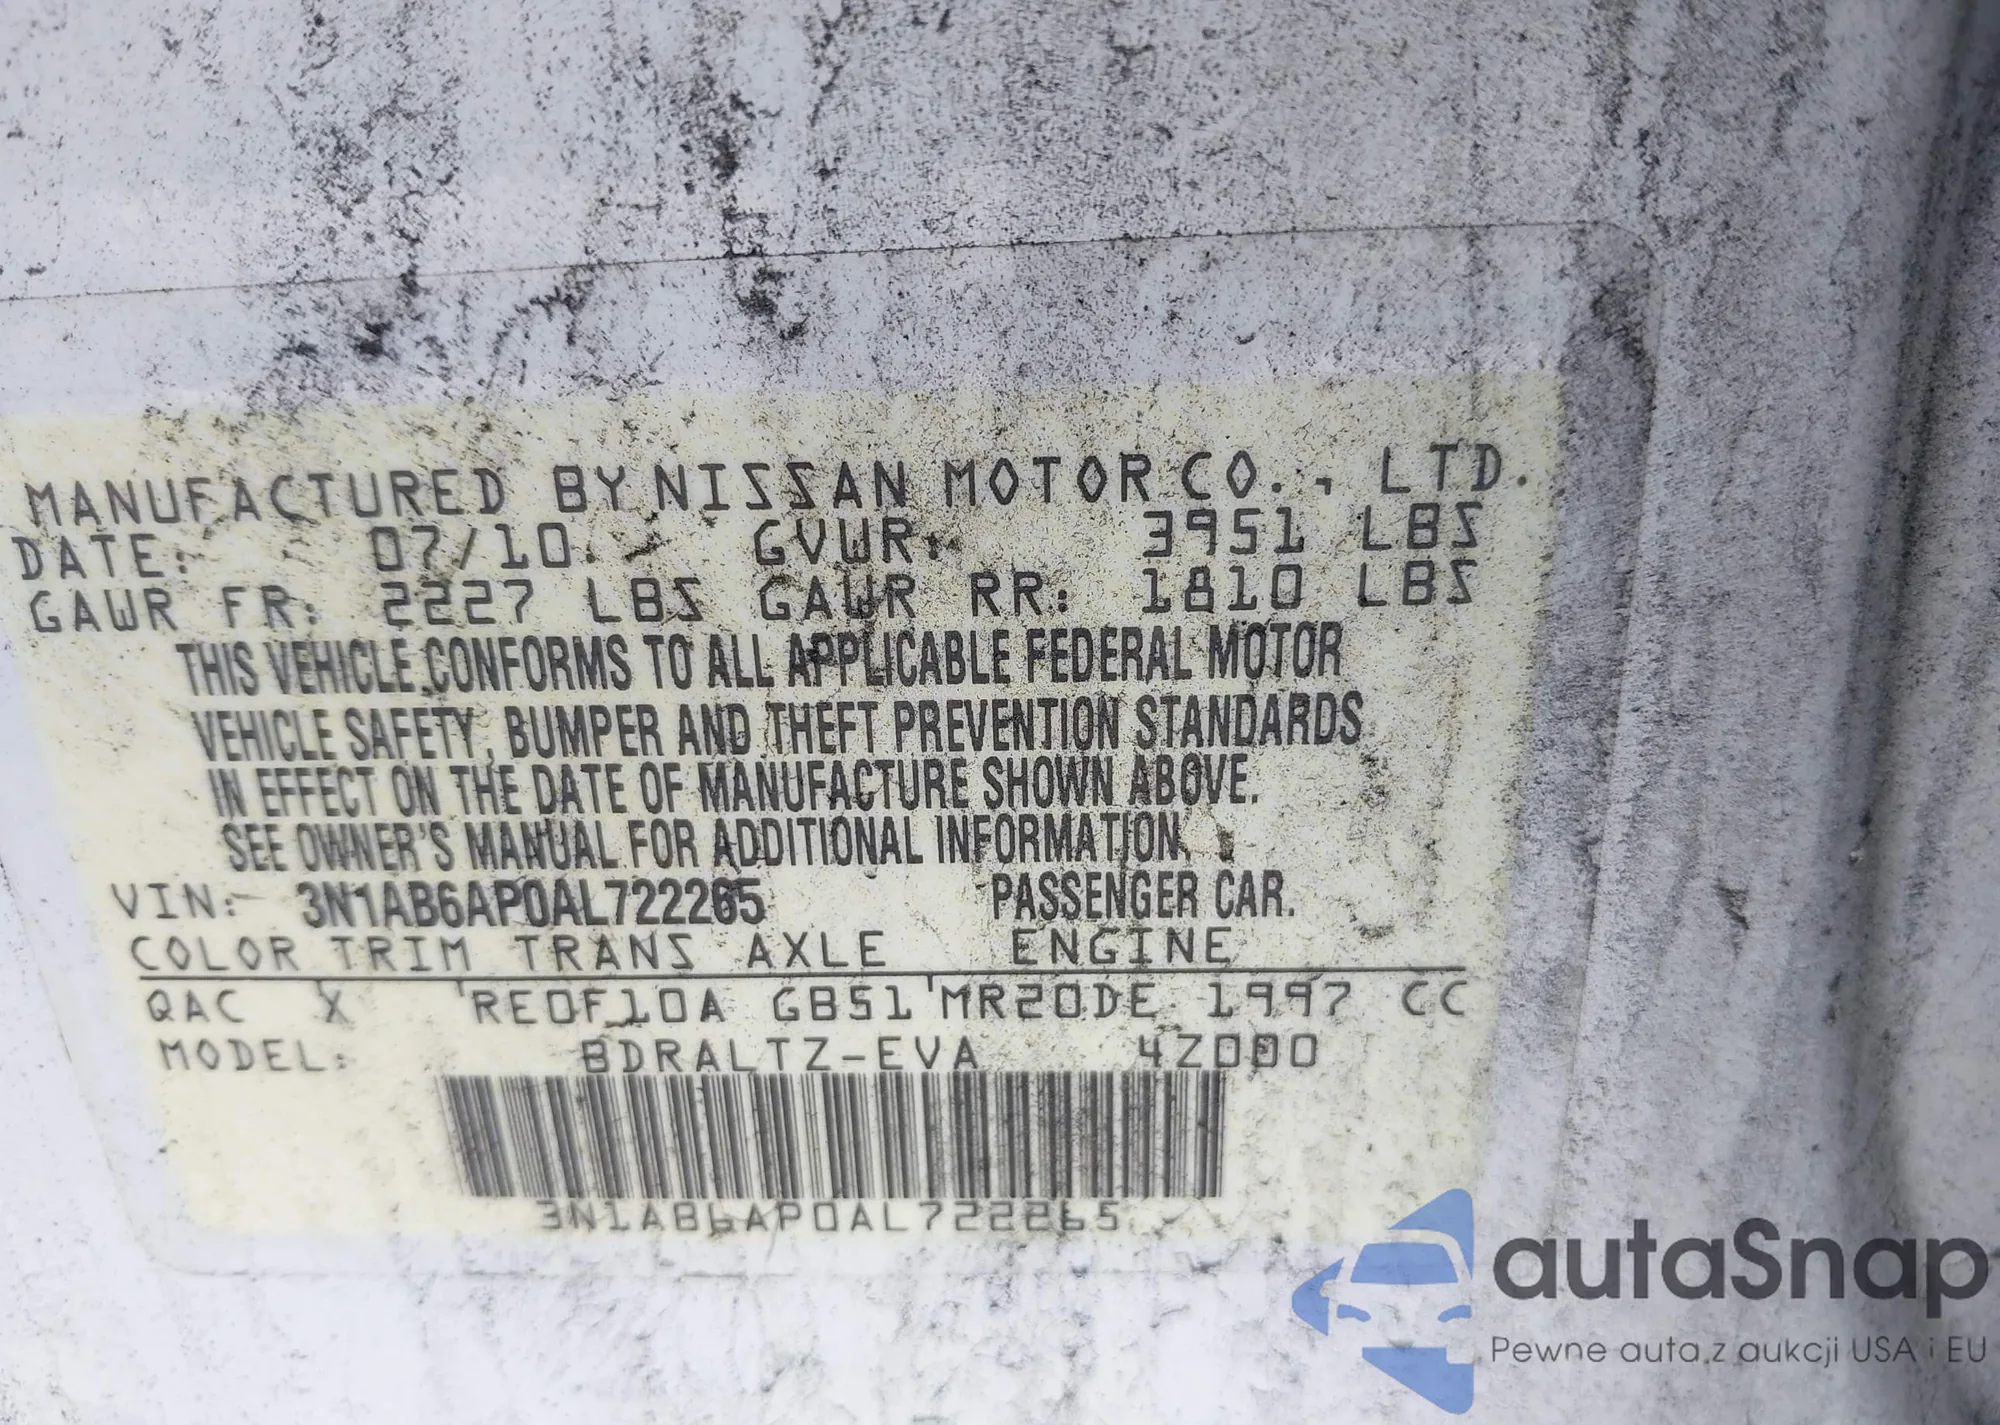 MANUFACTURED BY NISSAN MOTOR CO., LTD.
DATE: 07/10 GVWR: 3951 LBS
GAWR FR: 2227 LBS GAWR RR: 1810 LBS
THIS VEHICLE CONFORMS TO ALL APPLICABLE FEDERAL MOTOR
VEHICLE SAFETY, BUMPER AND THEFT PREVENTION STANDARDS
IN EFFECT ON THE DATE OF MANUFACTURE SHOWN ABOVE.
SEE OWNER'S MANUAL FOR ADDITIONAL INFORMATION.
VIN: 3N1AB6AP0AL722265 PASSENGER CAR.
COLOR TRIM TRANS AXLE ENGINE
QAC X RE0F10A GB51 MR20DE 1997 CC
MODEL: BDRALTZ-EVA 4Z000
3N1AB6AP0AL722265
autaSnap
Pewne auta z aukcji USA i EU